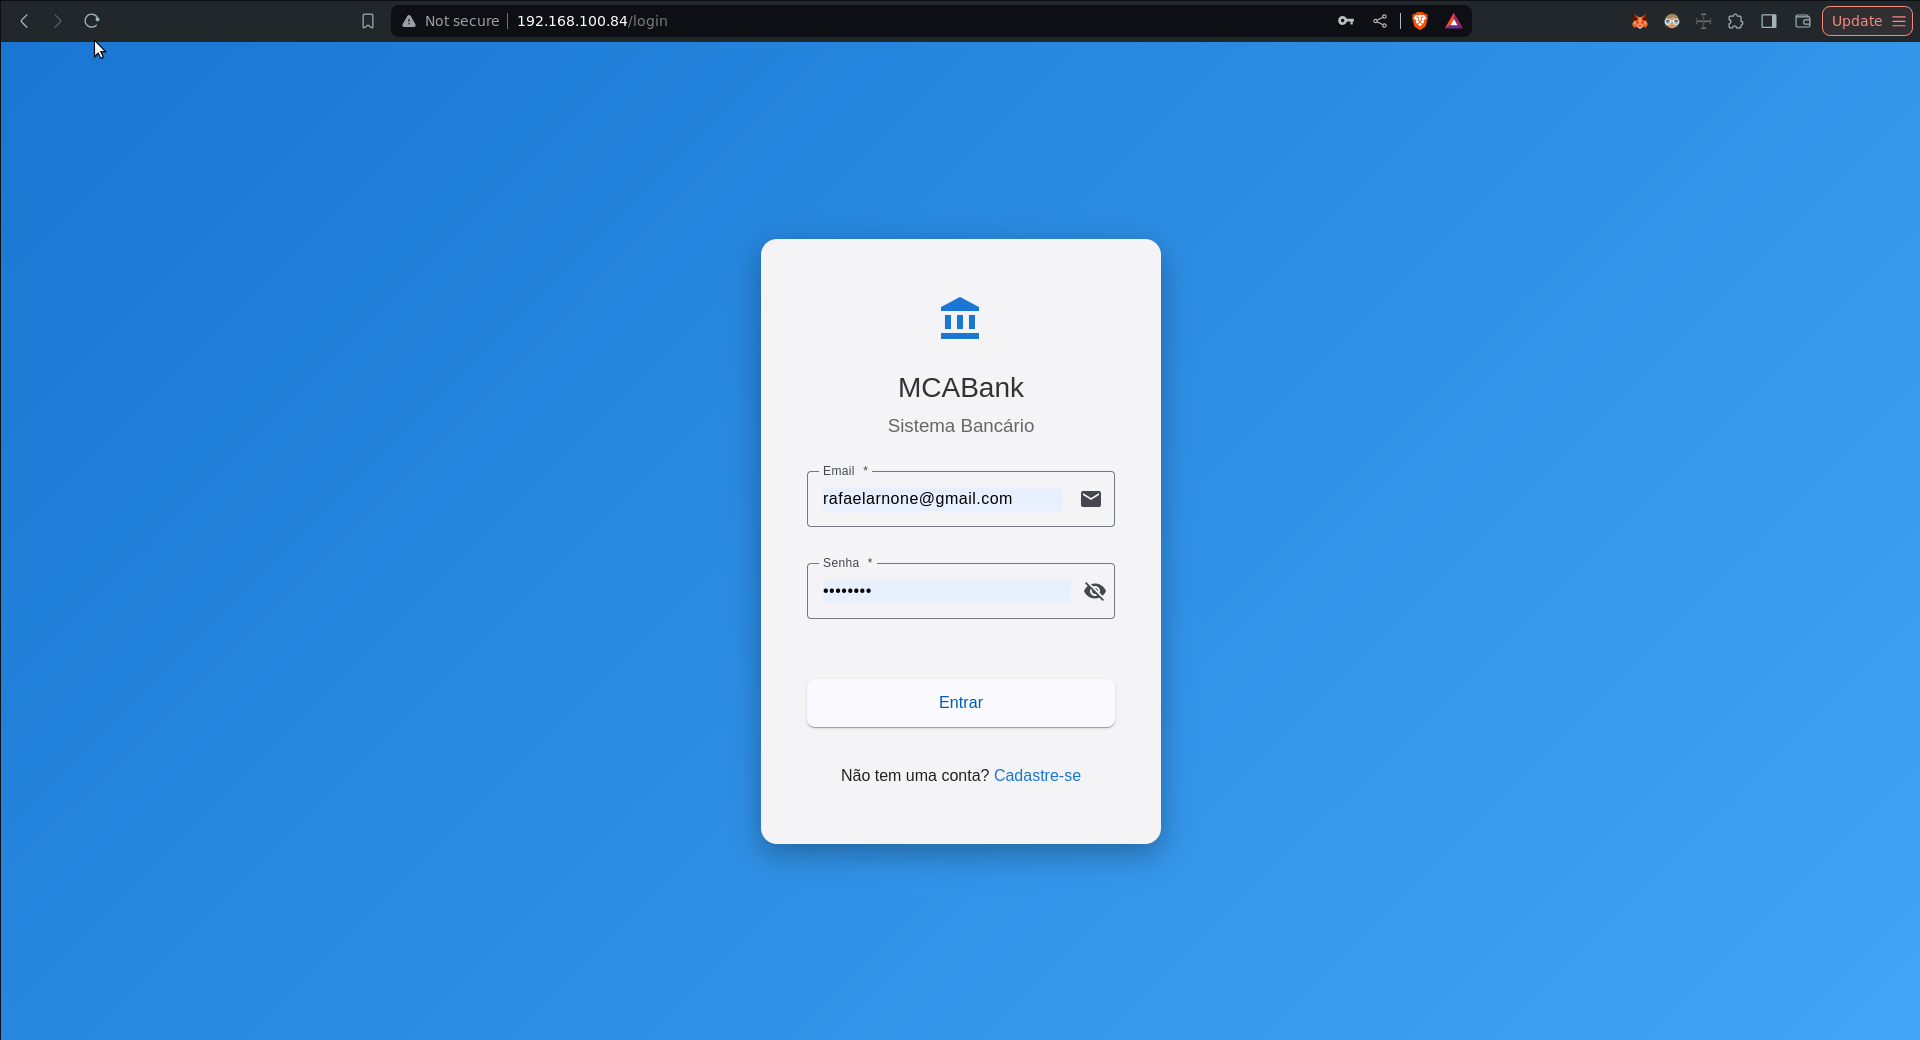 Not secure 192.168.100.84/login
Update
MCABank
Sistema Bancário
Email *
rafaelarnone@gmail.com
Senha *
••••••••
Entrar
Não tem uma conta? Cadastre-se